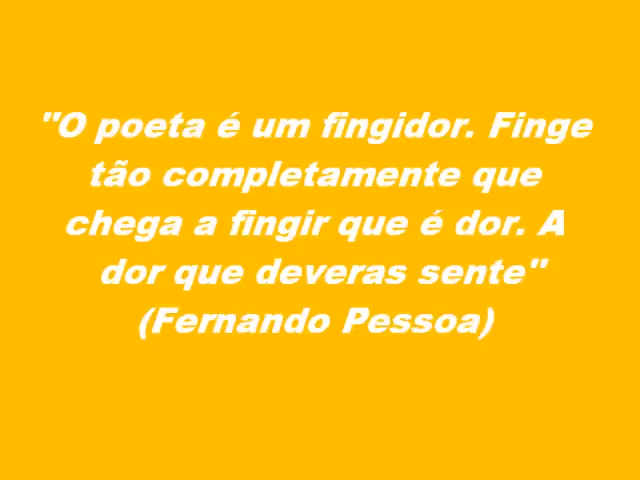 "O poeta é um fingidor. Finge
tão completamente que
chega a fingir que é dor. A
dor que deveras sente"
(Fernando Pessoa)